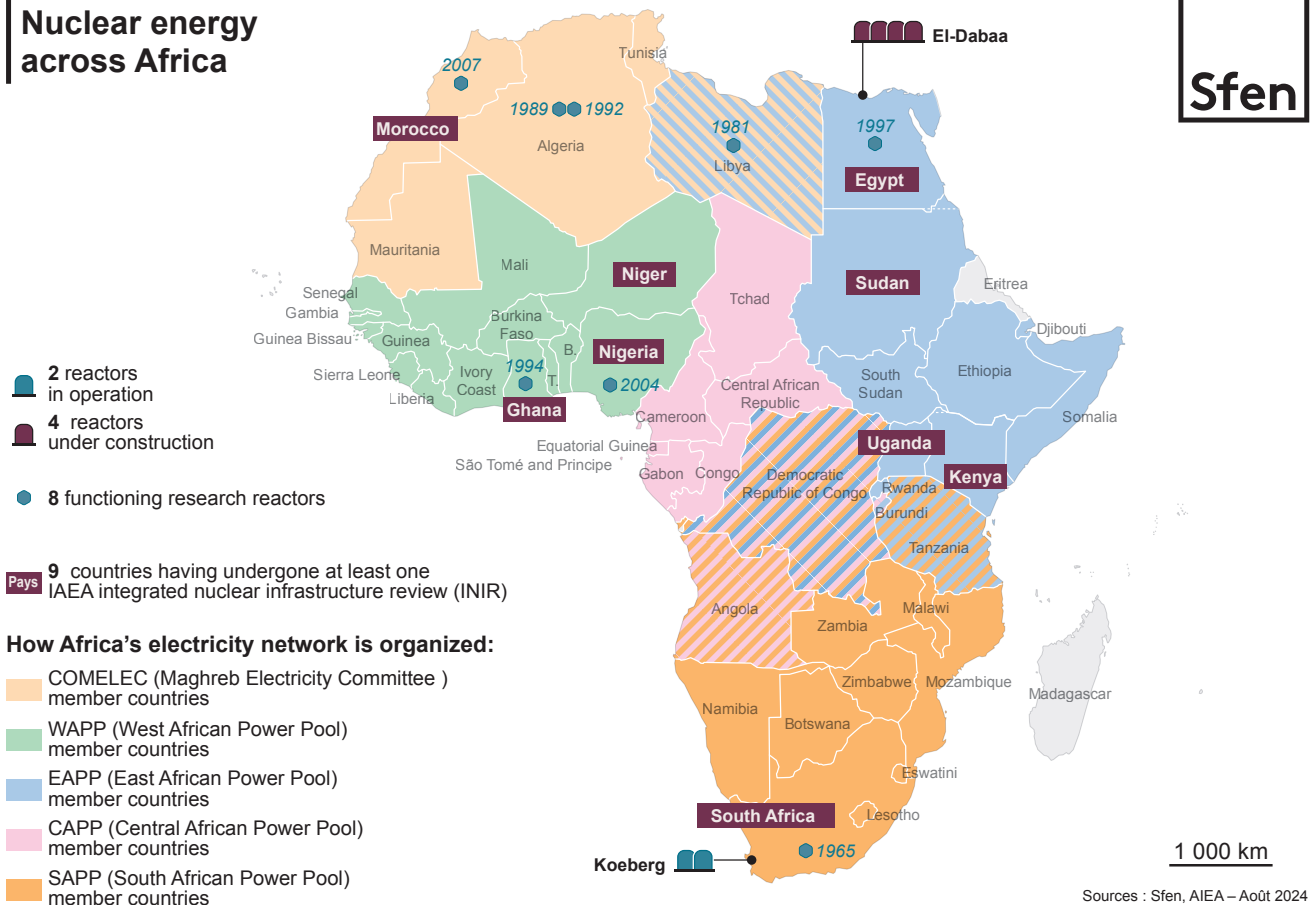 Nuclear energy
across Africa
El-Dabaa
Sfen
Tunisia
2007
1989
1992
1981
1997
Morocco
Algeria
Libya
Egypt
Mauritania
Mali
Niger
Tchad
Sudan
Eritrea
Senegal
Gambia
Guinea Bissau
Guinea
Burkina
Faso
B.
Nigeria
Djibouti
Sierra Leone
Liberia
Ivory
Coast
1994
T.
2004
Ghana
Central African
Republic
South
Sudan
Ethiopia
Somalia
Cameroon
Equatorial Guinea
São Tomé and Principe
Gabon
Congo
Democratic
Republic of Congo
Uganda
Kenya
Rwanda
Burundi
Tanzania
Angola
Zambia
Malawi
Zimbabwe
Mozambique
Madagascar
Namibia
Botswana
Eswatini
South Africa
Lesotho
1965
Koeberg
2 reactors
in operation
4 reactors
under construction
8 functioning research reactors
Pays
9 countries having undergone at least one
IAEA integrated nuclear infrastructure review (INIR)
How Africa's electricity network is organized:
COMELEC (Maghreb Electricity Committee )
member countries
WAPP (West African Power Pool)
member countries
EAPP (East African Power Pool)
member countries
CAPP (Central African Power Pool)
member countries
SAPP (South African Power Pool)
member countries
1 000 km
Sources : Sfen, AIEA – Août 2024